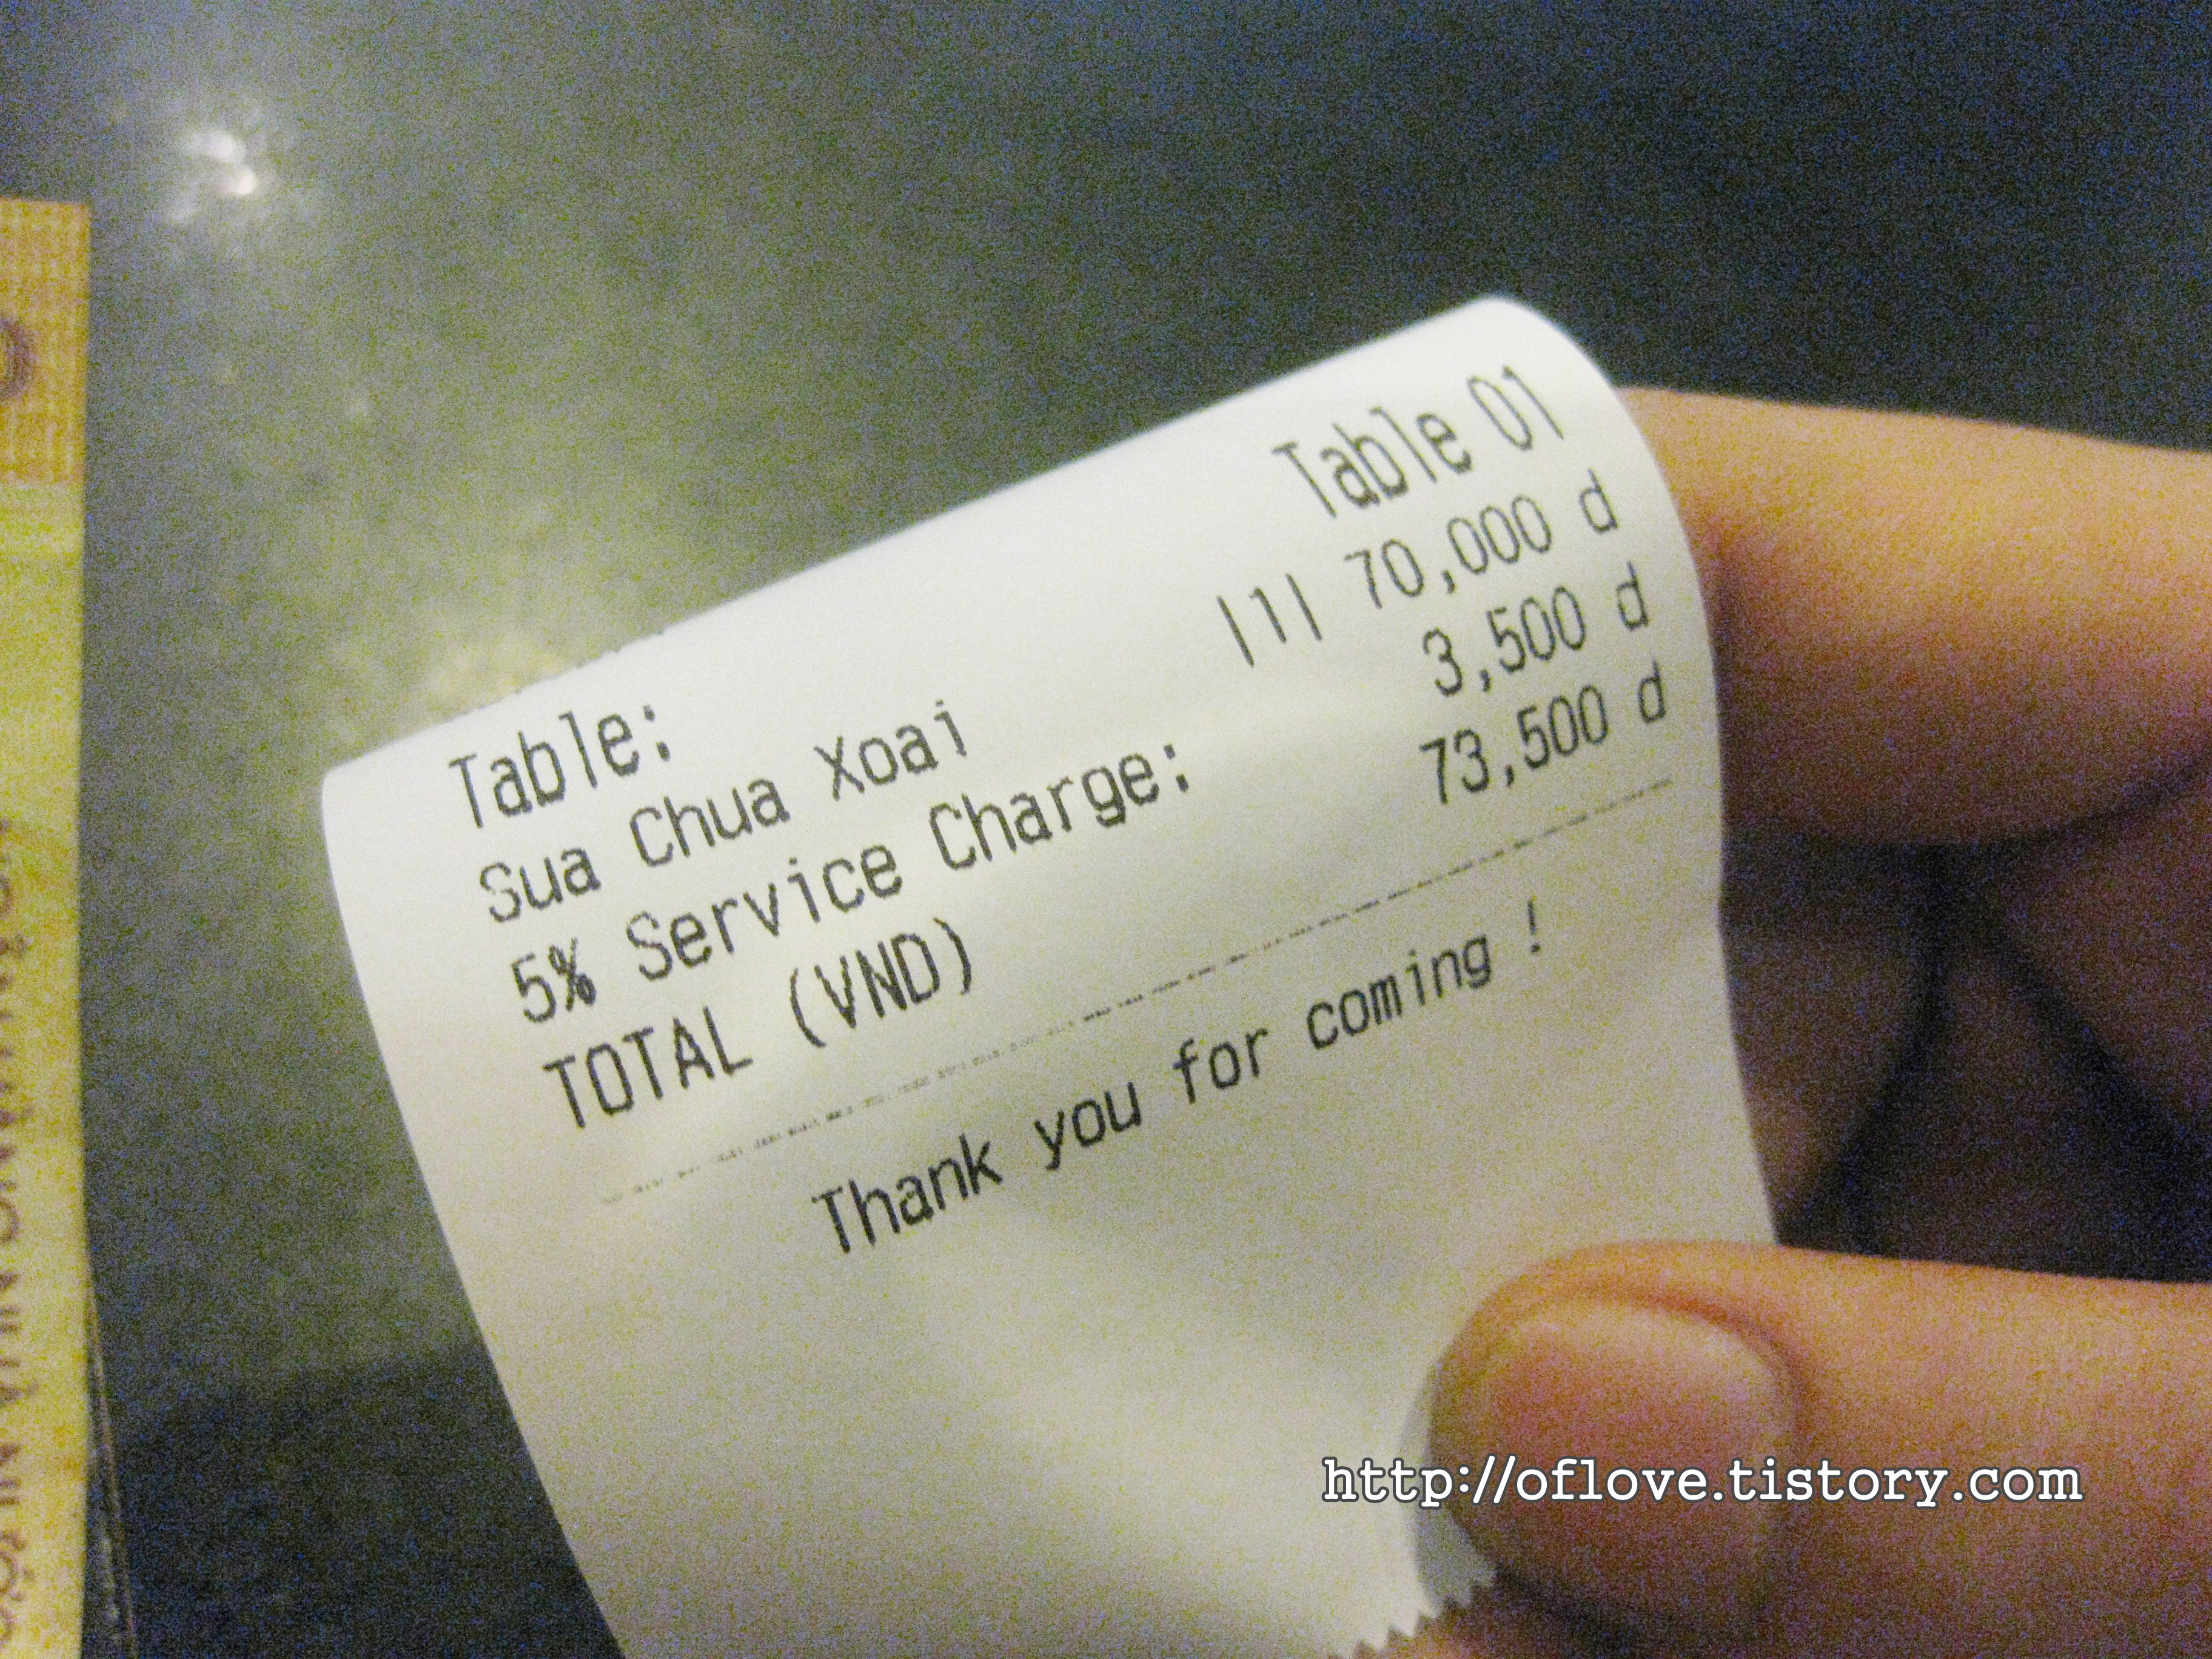 Table: Table 01
Sua Chua Xoai |1| 70,000 d
5% Service Charge: 3,500 d
TOTAL (VND) 73,500 d
Thank you for coming !
http://oflove.tistory.com